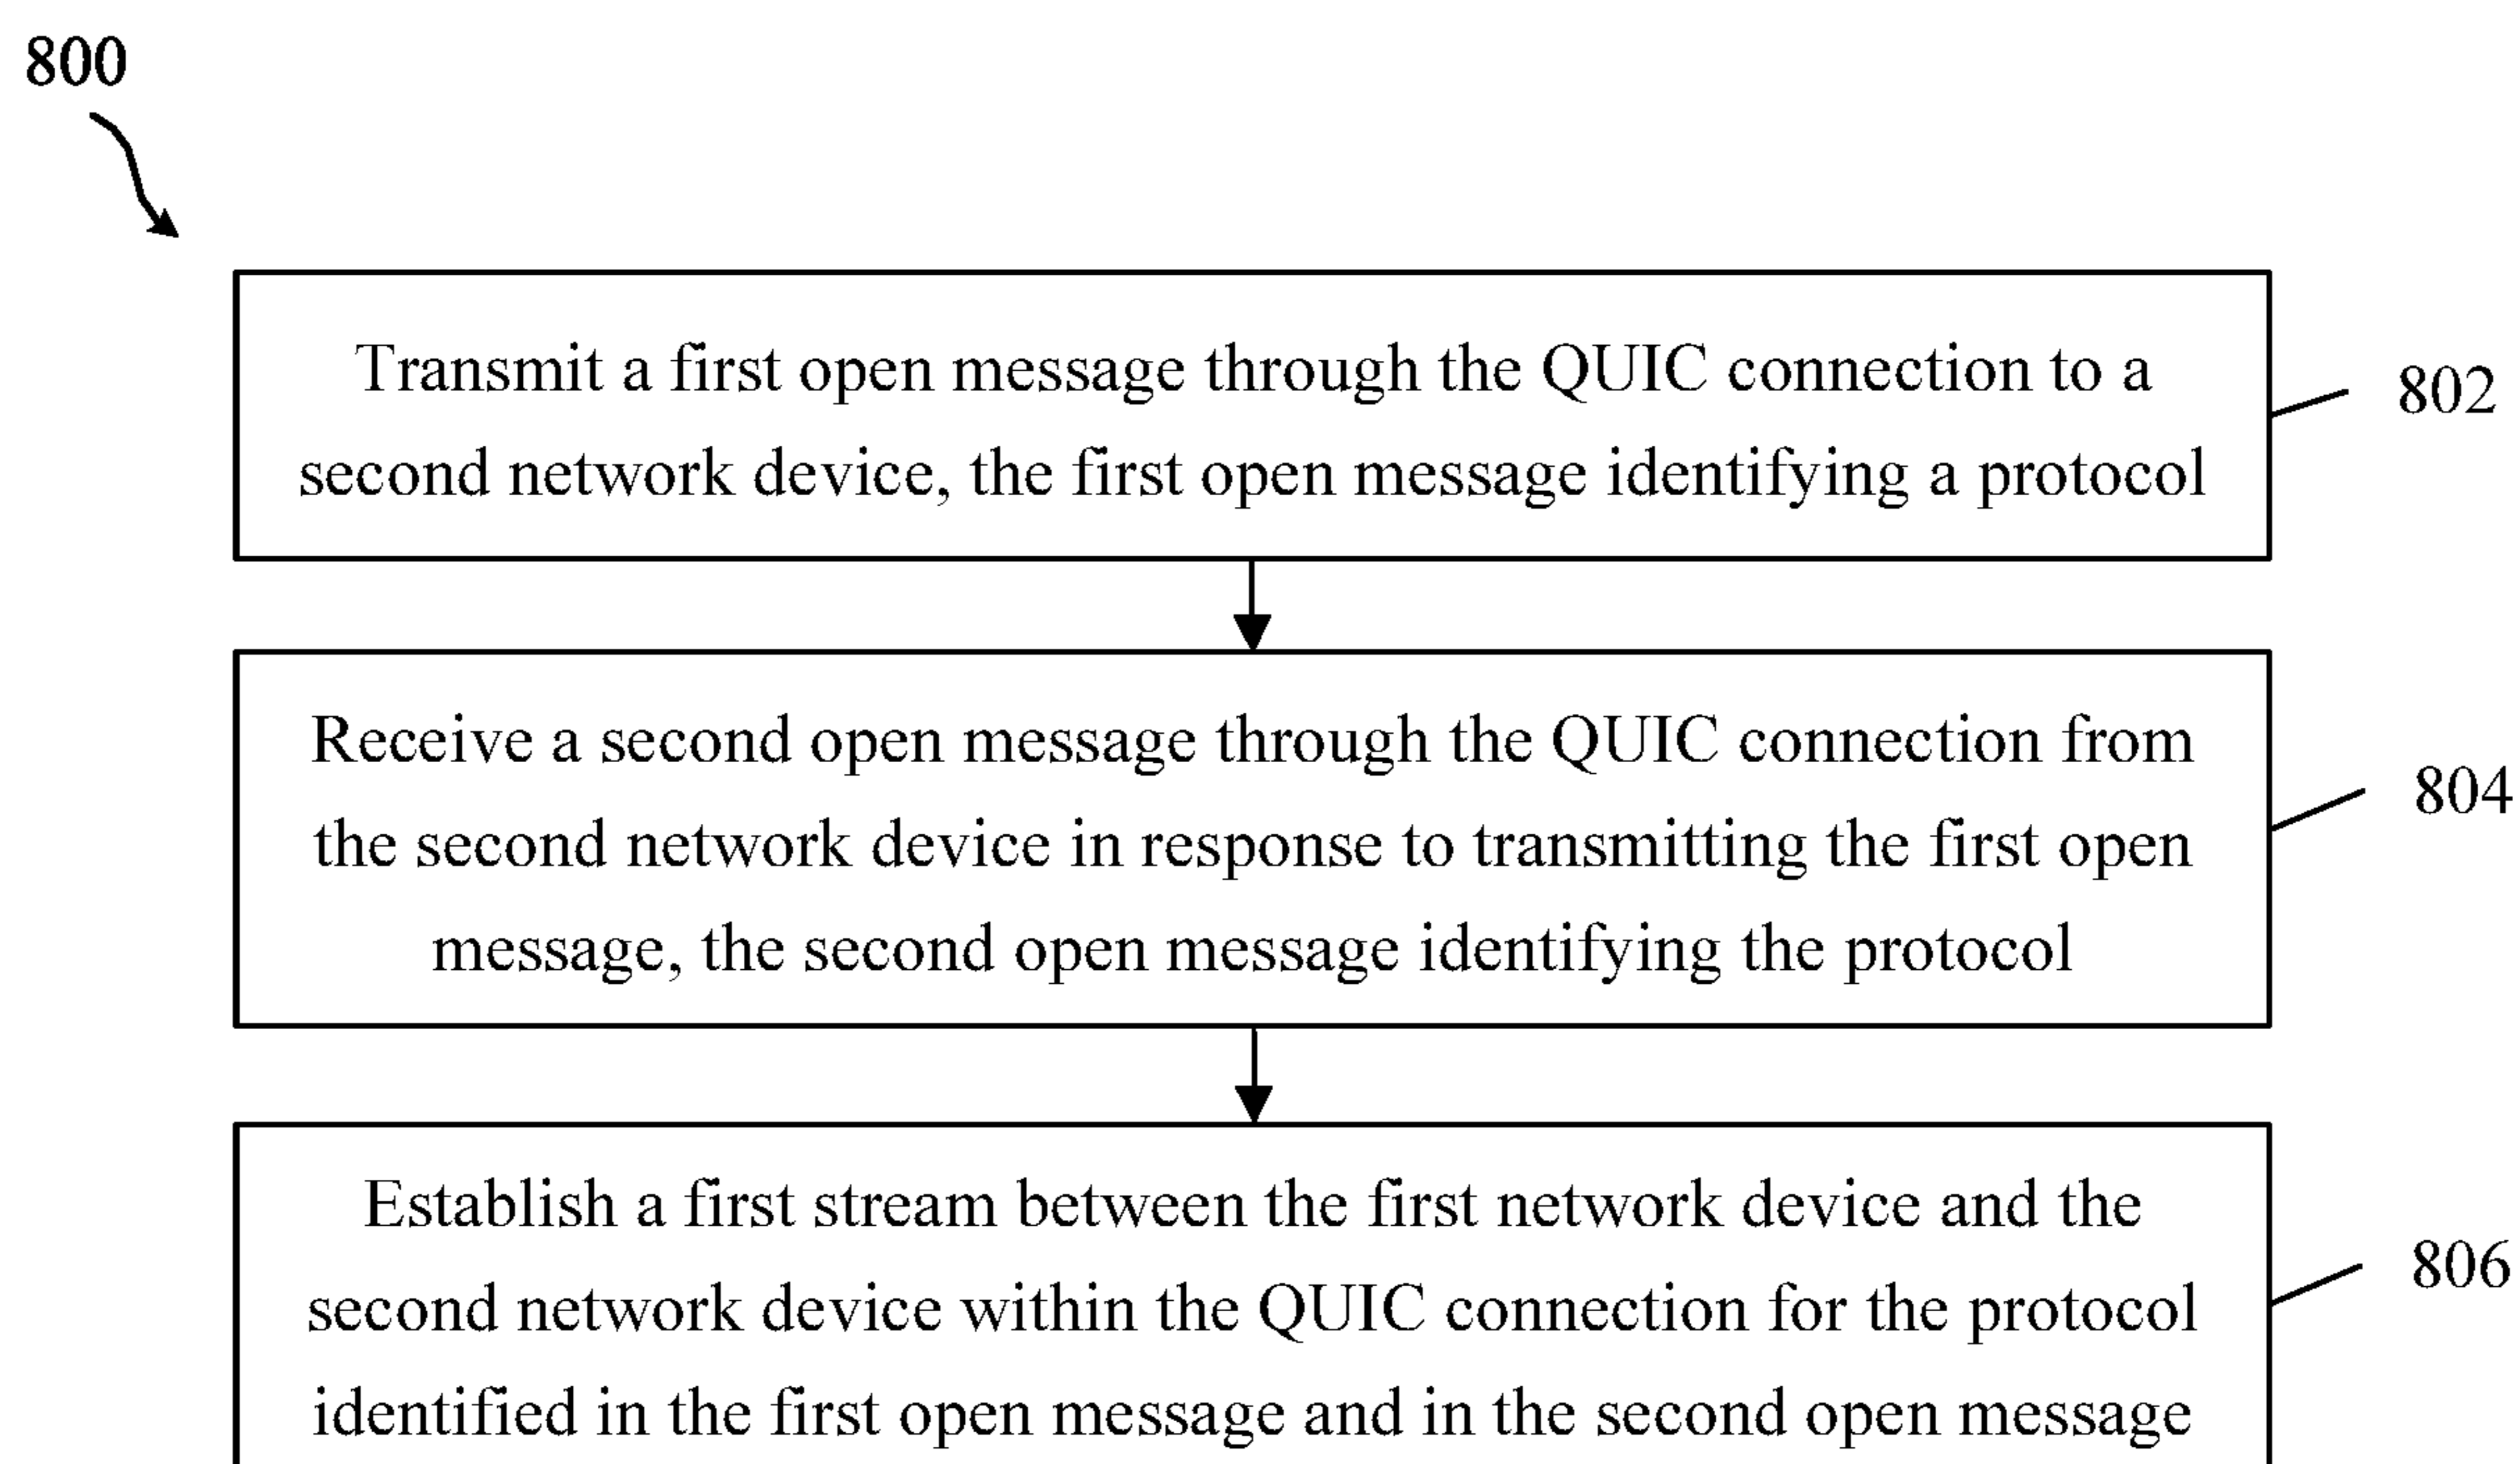 800
Transmit a first open message through the QUIC connection to a
second network device, the first open message identifying a protocol
802
Receive a second open message through the QUIC connection from
the second network device in response to transmitting the first open
message, the second open message identifying the protocol
804
Establish a first stream between the first network device and the
second network device within the QUIC connection for the protocol
identified in the first open message and in the second open message
806